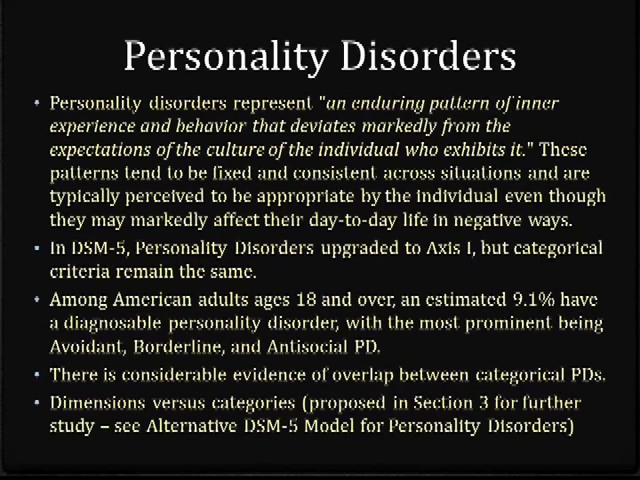 Personality Disorders
• Personality disorders represent "an enduring pattern of inner
experience and behavior that deviates markedly from the
expectations of the culture of the individual who exhibits it." These
patterns tend to be fixed and consistent across situations and are
typically perceived to be appropriate by the individual even though
they may markedly affect their day-to-day life in negative ways.
• In DSM-5, Personality Disorders upgraded to Axis I, but categorical
criteria remain the same.
• Among American adults ages 18 and over, an estimated 9.1% have
a diagnosable personality disorder, with the most prominent being
Avoidant, Borderline, and Antisocial PD.
• There is considerable evidence of overlap between categorical PDs.
• Dimensions versus categories (proposed in Section 3 for further
study – see Alternative DSM-5 Model for Personality Disorders)